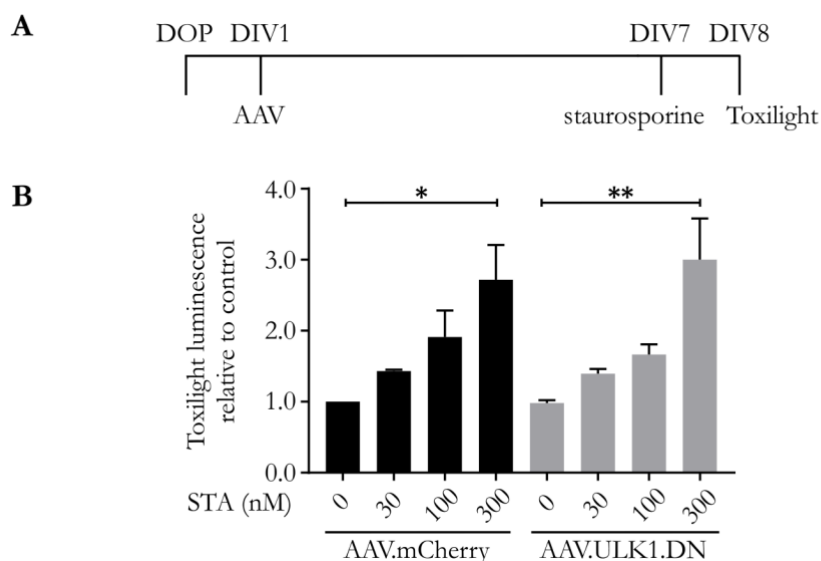 A
DOP DIV1 DIV7 DIV8
AAV staurosporine Toxilight
B
Toxilight luminescence
relative to control
4.0
3.0
2.0
1.0
0.0
* **
STA (nM) 0 30 100 300 0 30 100 300
AAV.mCherry AAV.ULK1.DN